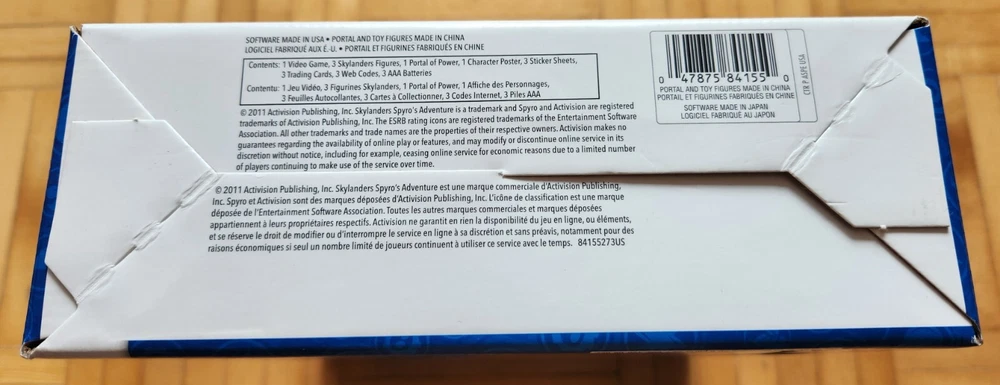 SOFTWARE MADE IN USA • PORTAL AND TOY FIGURES MADE IN CHINA
LOGICIEL FABRIQUÉ AUX É.-U. • PORTAIL ET FIGURINES FABRIQUÉS EN CHINE
Contents: 1 Video Game, 3 Skylanders Figures, 1 Portal of Power, 1 Character Poster, 3 Sticker Sheets,
3 Trading Cards, 3 Web Codes, 3 AAA Batteries
Contenu: 1 Jeu Vidéo, 3 Figurines Skylanders, 1 Portal of Power, 1 Affiche des Personnages,
3 Feuilles Autocollantes, 3 Cartes à Collectionner, 3 Codes Internet, 3 Piles AAA
© 2011 Activision Publishing, Inc. Skylanders Spyro's Adventure is a trademark and Spyro and Activision are registered
trademarks of Activision Publishing, Inc. The ESRB rating icons are registered trademarks of the Entertainment Software
Association. All other trademarks and trade names are the properties of their respective owners. Activision makes no
guarantees regarding the availability of online play or features, and may modify or discontinue online service in its
discretion without notice, including for example, ceasing online service for economic reasons due to a limited number
of players continuing to make use of the service over time.
© 2011 Activision Publishing, Inc. Skylanders Spyro's Adventure est une marque commerciale d'Activision Publishing,
Inc. Spyro et Activision sont des marques déposées d'Activision Publishing, Inc. L'icône de classification est une marque
déposée de l'Entertainment Software Association. Toutes les autres marques commerciales et marques déposées
appartiennent à leurs propriétaires respectifs. Activision ne garantit en rien la disponibilité du jeu en ligne, ou éléments,
et se réserve le droit de modifier ou d'interrompre le service en ligne à sa discrétion et sans préavis, notamment pour des
raisons économiques si seul un nombre limité de joueurs continuent à utiliser ce service avec le temps. 84155273US
0 47875 84155 0
PORTAL AND TOY FIGURES MADE IN CHINA
PORTAIL ET FIGURINES FABRIQUÉS EN CHINE
SOFTWARE MADE IN JAPAN
LOGICIEL FABRIQUÉ AU JAPON
CTR P ASPE USA